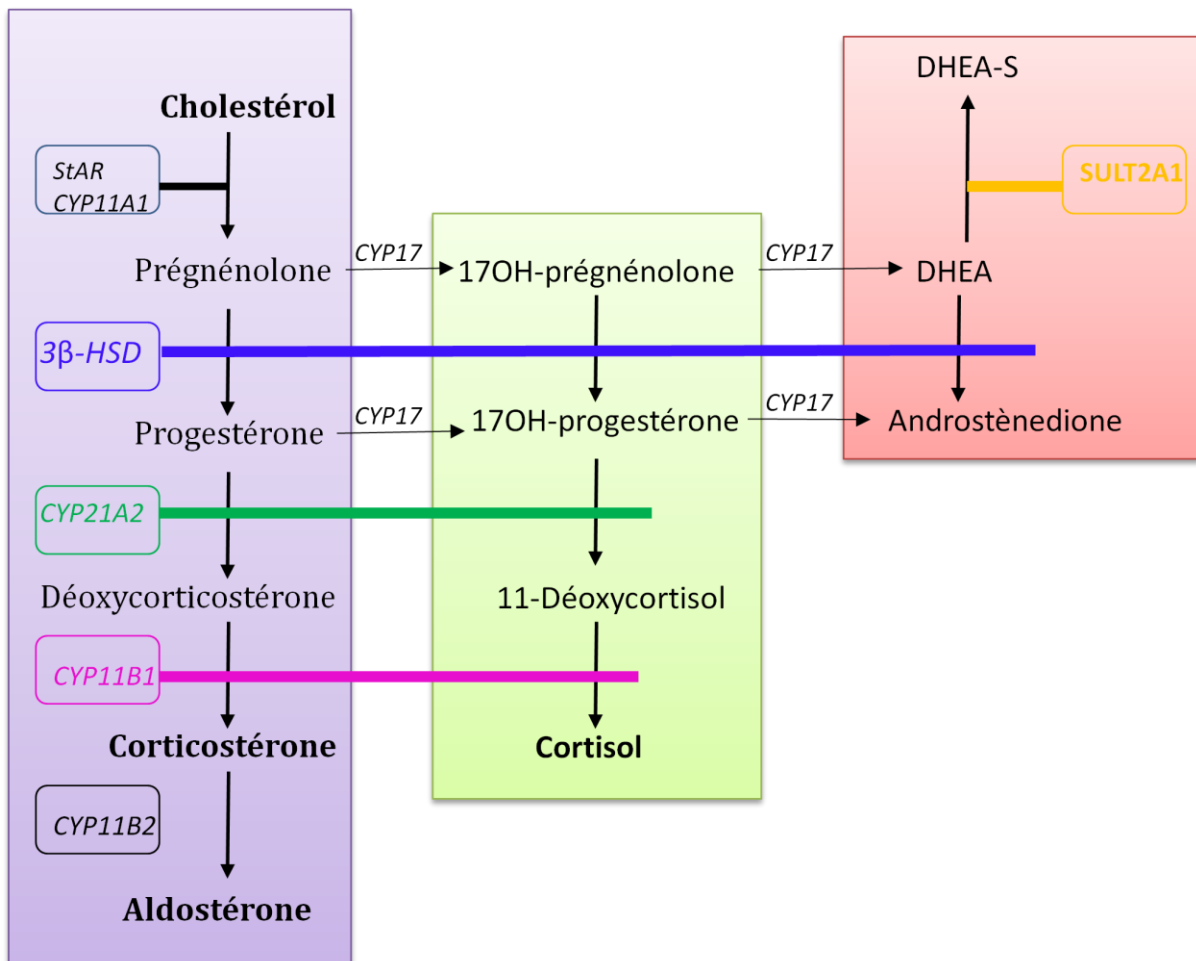 DHEA-S
Cholestérol
StAR
CYP11A1
SULT2A1
CYP17
CYP17
Prégnénolone
17OH-prégnénolone
DHEA
3β-HSD
CYP17
CYP17
Progestérone
17OH-progestérone
Androstènedione
CYP21A2
Déoxycorticostérone
11-Déoxycortisol
CYP11B1
Corticostérone
Cortisol
CYP11B2
Aldostérone